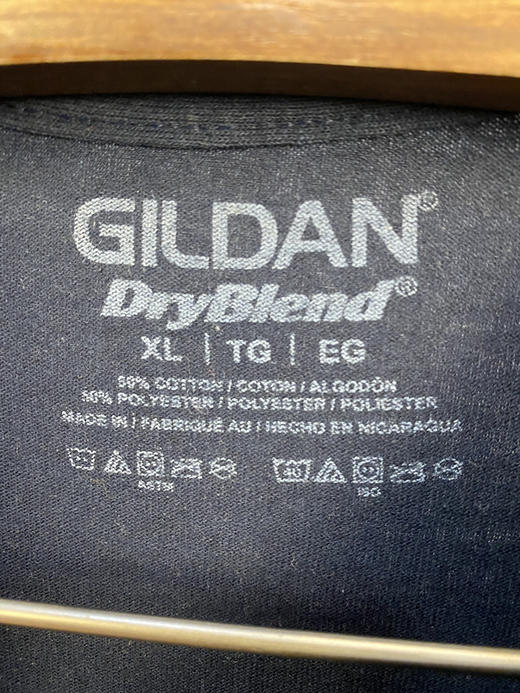 GILDAN®
DryBlend®
XL | TG | EG
50% COTTON / COTON / ALGODÓN
50% POLYESTER / POLYESTER / POLIESTER
MADE IN / FABRIQUÉ AU / HECHO EN NICARAGUA
40
ASTM ISO